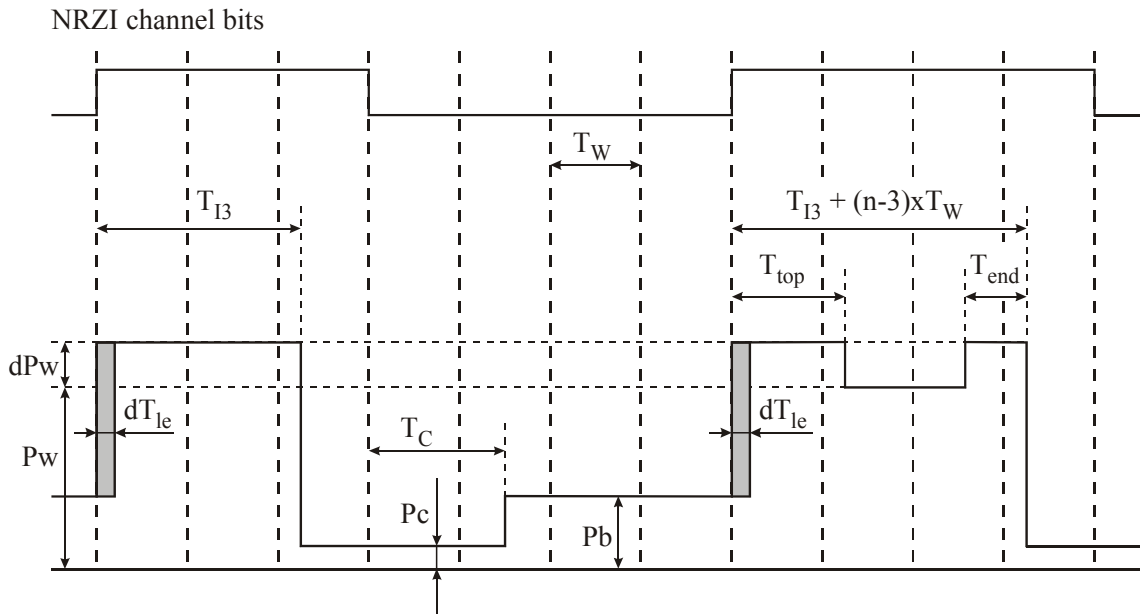 NRZI channel bits
T_W
T_I3
T_I3 + (n-3)xT_W
T_top
T_end
dPw
dT_le
dT_le
Pw
T_C
Pc
Pb